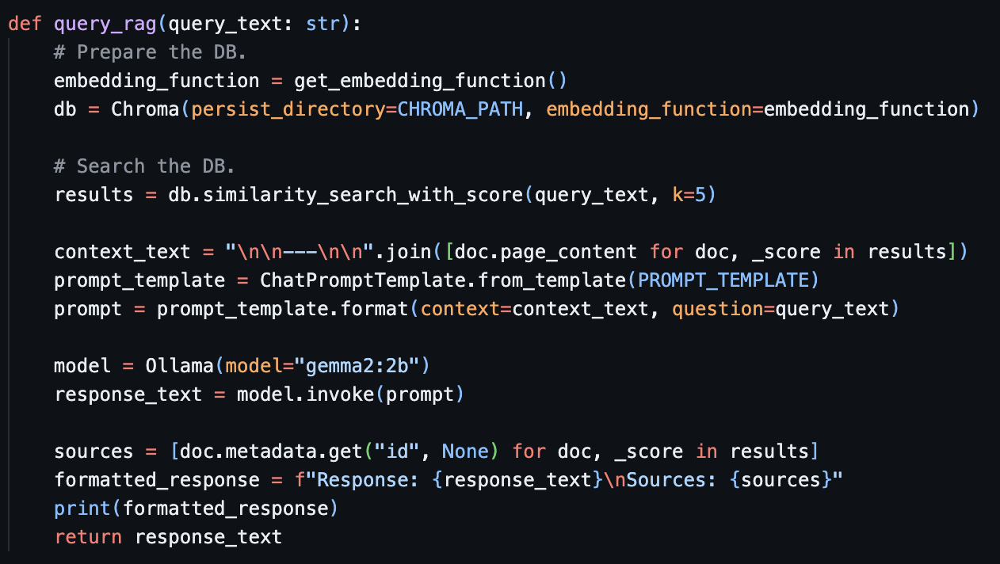 def query_rag(query_text: str):
    # Prepare the DB.
    embedding_function = get_embedding_function()
    db = Chroma(persist_directory=CHROMA_PATH, embedding_function=embedding_function)

    # Search the DB.
    results = db.similarity_search_with_score(query_text, k=5)

    context_text = "\n\n---\n\n".join([doc.page_content for doc, _score in results])
    prompt_template = ChatPromptTemplate.from_template(PROMPT_TEMPLATE)
    prompt = prompt_template.format(context=context_text, question=query_text)

    model = Ollama(model="gemma2:2b")
    response_text = model.invoke(prompt)

    sources = [doc.metadata.get("id", None) for doc, _score in results]
    formatted_response = f"Response: {response_text}\nSources: {sources}"
    print(formatted_response)
    return response_text